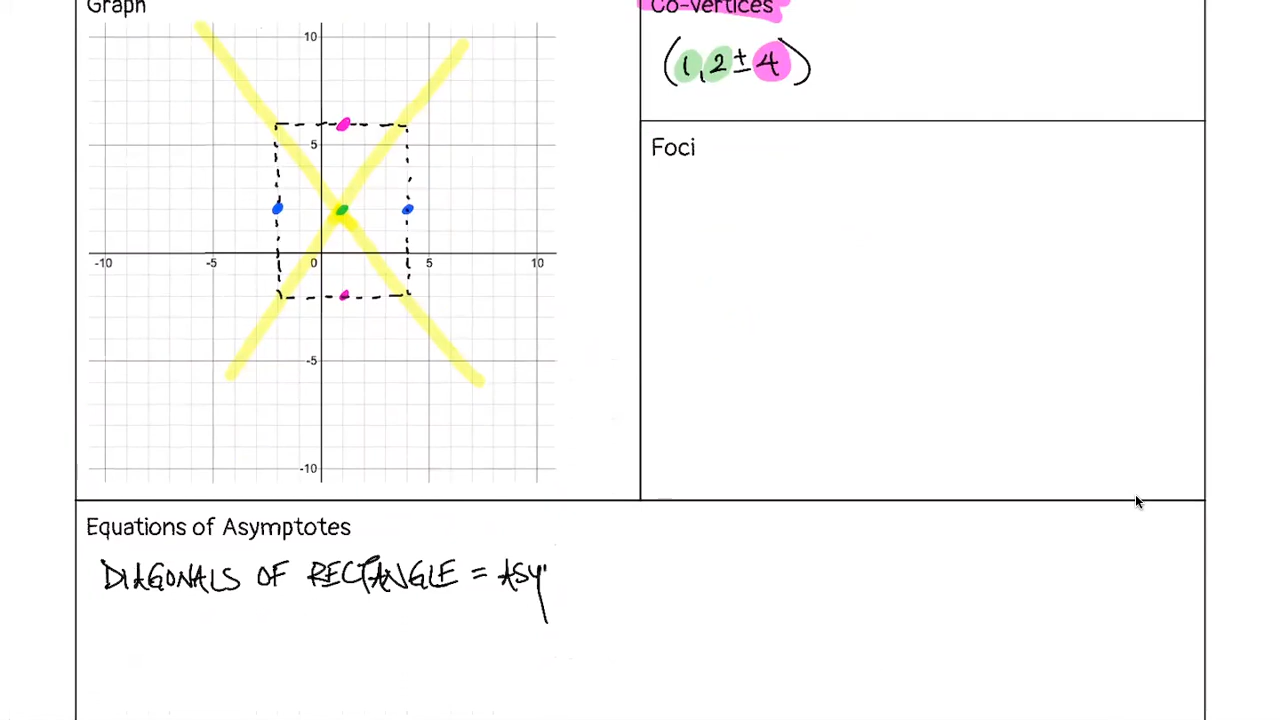 Graph
Co-vertices
(1, 2 ± 4)
10
5
-10
-5
0
5
10
-5
-10
Foci
Equations of Asymptotes
DIAGONALS OF RECTANGLE = ASY